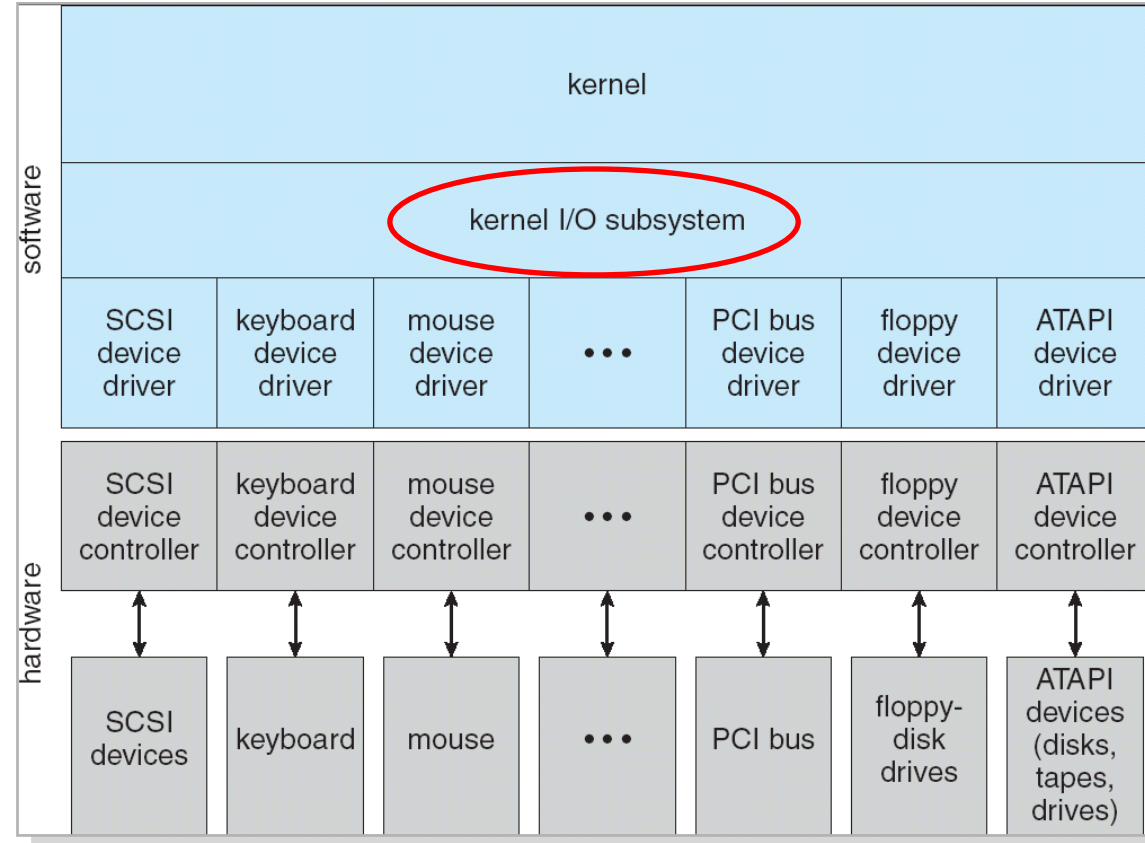 kernel
software
kernel I/O subsystem
SCSI
device
driver
keyboard
device
driver
mouse
device
driver
•••
PCI bus
device
driver
floppy
device
driver
ATAPI
device
driver
hardware
SCSI
device
controller
keyboard
device
controller
mouse
device
controller
•••
PCI bus
device
controller
floppy
device
controller
ATAPI
device
controller
SCSI
devices
keyboard
mouse
•••
PCI bus
floppy-
disk
drives
ATAPI
devices
(disks,
tapes,
drives)